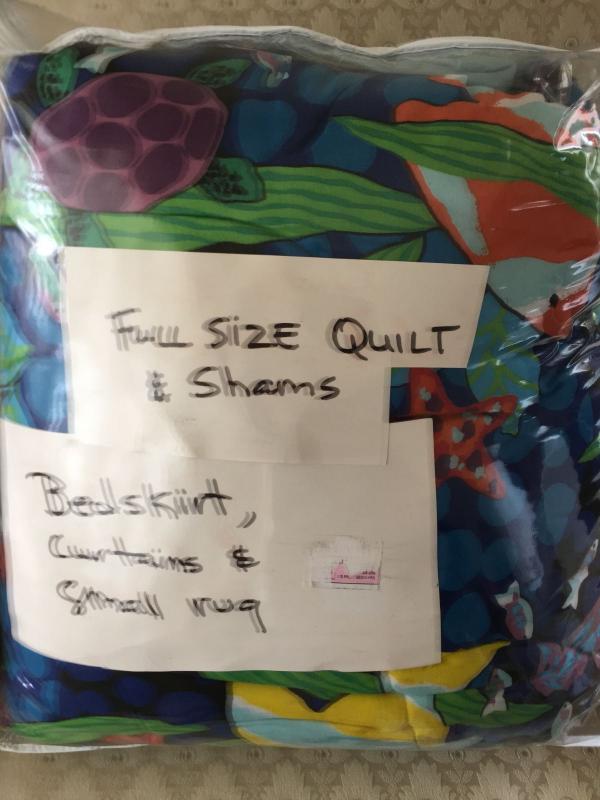 Full SIZE QUILT
& Shams
Bedskirt,
Curtains &
Small rug